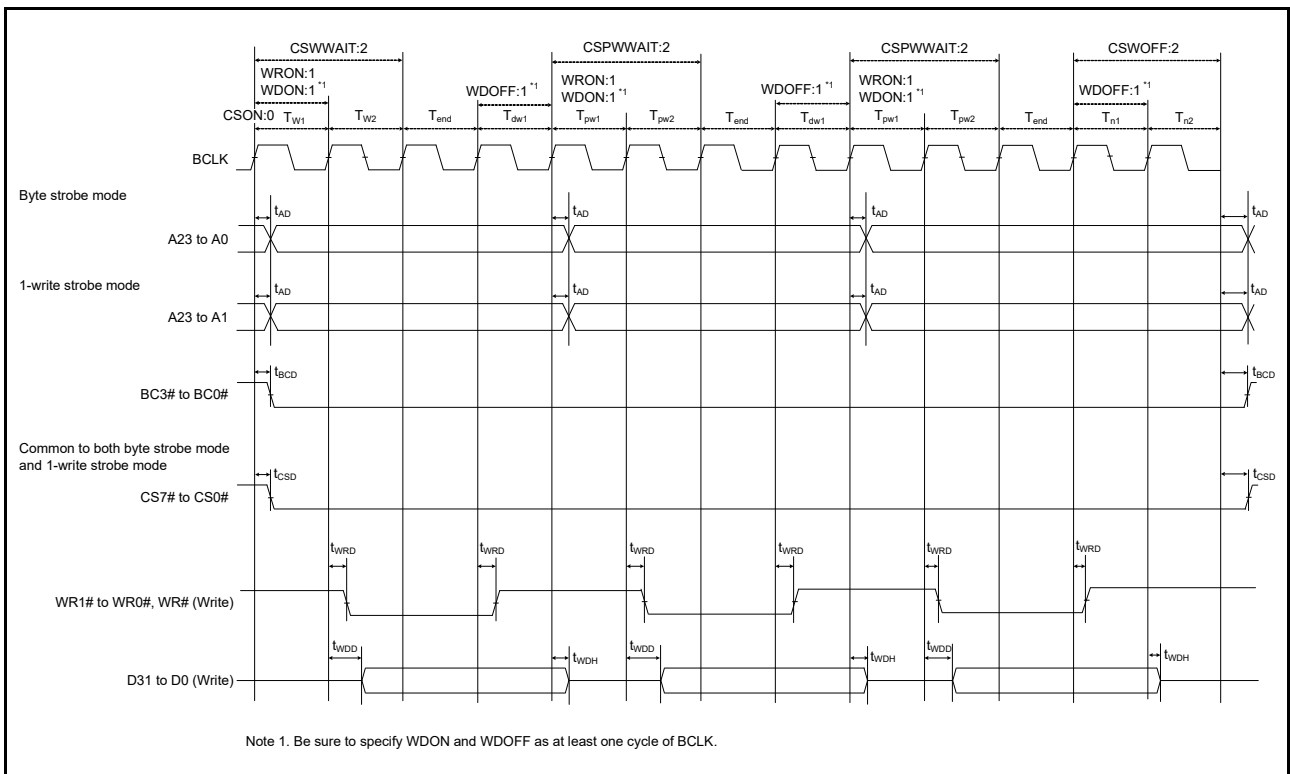 CSWWAIT:2 CSPWWAIT:2 CSPWWAIT:2 CSWOFF:2
WRON:1 WRON:1 WRON:1
WDON:1 *1 WDOFF:1 *1 WDON:1 *1 WDOFF:1 *1 WDON:1 *1 WDOFF:1 *1
CSON:0 TW1 TW2 Tend Tdw1 Tpw1 Tpw2 Tend Tdw1 Tpw1 Tpw2 Tend Tn1 Tn2
BCLK
Byte strobe mode
tAD tAD tAD tAD
A23 to A0
1-write strobe mode
tAD tAD tAD tAD
A23 to A1
tBCD tBCD
BC3# to BC0#
Common to both byte strobe mode
and 1-write strobe mode
tCSD tCSD
CS7# to CS0#
tWRD tWRD tWRD tWRD tWRD tWRD
WR1# to WR0#, WR# (Write)
tWDD tWDH tWDD tWDH tWDD tWDH
D31 to D0 (Write)
Note 1. Be sure to specify WDON and WDOFF as at least one cycle of BCLK.